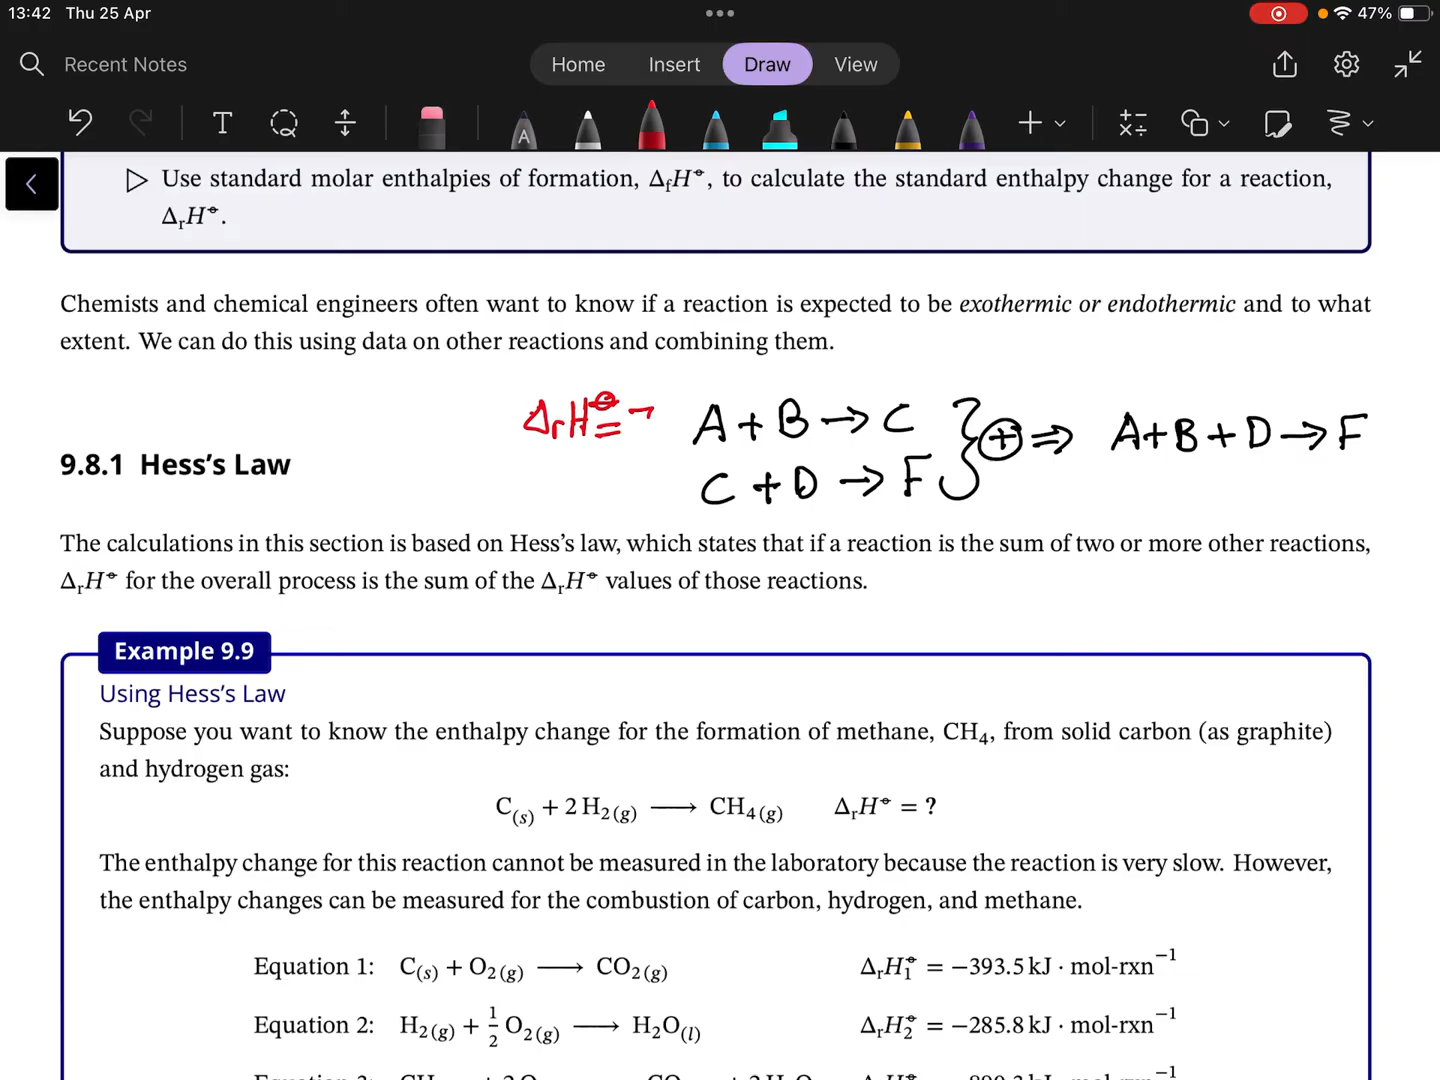 13:42 Thu 25 Apr
47%
Recent Notes
Home Insert Draw View
T
A
▷ Use standard molar enthalpies of formation, ΔfH⦵, to calculate the standard enthalpy change for a reaction,
ΔrH⦵.
Chemists and chemical engineers often want to know if a reaction is expected to be exothermic or endothermic and to what
extent. We can do this using data on other reactions and combining them.
ΔrH⦵ =
A + B → C } ⊕ ⇒ A+B+D → F
C + D → F
9.8.1 Hess's Law
The calculations in this section is based on Hess's law, which states that if a reaction is the sum of two or more other reactions,
ΔrH⦵ for the overall process is the sum of the ΔrH⦵ values of those reactions.
Example 9.9
Using Hess's Law
Suppose you want to know the enthalpy change for the formation of methane, CH₄, from solid carbon (as graphite)
and hydrogen gas:
C(s) + 2 H₂(g) ⟶ CH₄(g) ΔrH⦵ = ?
The enthalpy change for this reaction cannot be measured in the laboratory because the reaction is very slow. However,
the enthalpy changes can be measured for the combustion of carbon, hydrogen, and methane.
Equation 1: C(s) + O₂(g) ⟶ CO₂(g) ΔrH₁⦵ = −393.5 kJ · mol-rxn⁻¹
Equation 2: H₂(g) + ½ O₂(g) ⟶ H₂O(l) ΔrH₂⦵ = −285.8 kJ · mol-rxn⁻¹